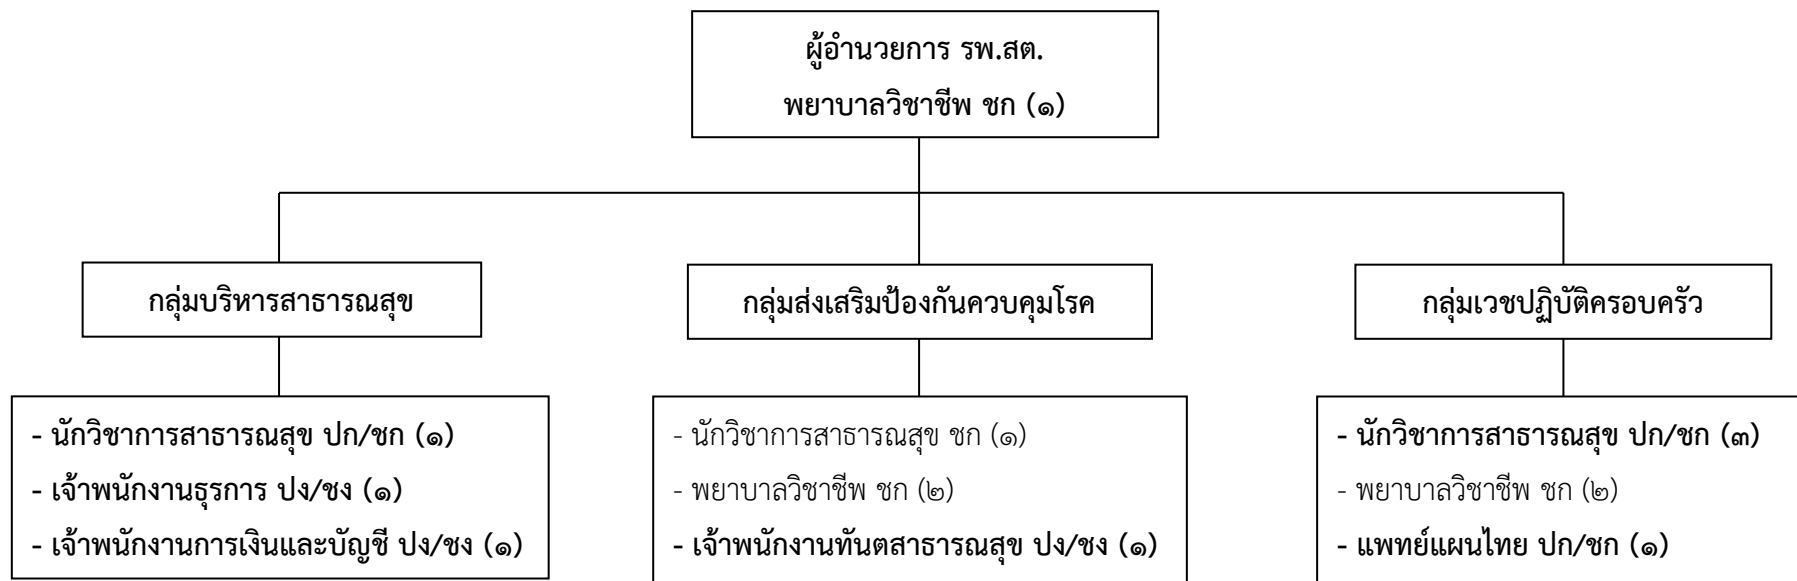 ผู้อำนวยการ รพ.สต.
พยาบาลวิชาชีพ ชก (๑)
กลุ่มบริหารสาธารณสุข
กลุ่มส่งเสริมป้องกันควบคุมโรค
กลุ่มเวชปฏิบัติครอบครัว
- นักวิชาการสาธารณสุข ปก/ชก (๑)
- เจ้าพนักงานธุรการ ปง/ชง (๑)
- เจ้าพนักงานการเงินและบัญชี ปง/ชง (๑)
- นักวิชาการสาธารณสุข ชก (๑)
- พยาบาลวิชาชีพ ชก (๒)
- เจ้าพนักงานทันตสาธารณสุข ปง/ชง (๑)
- นักวิชาการสาธารณสุข ปก/ชก (๓)
- พยาบาลวิชาชีพ ชก (๒)
- แพทย์แผนไทย ปก/ชก (๑)